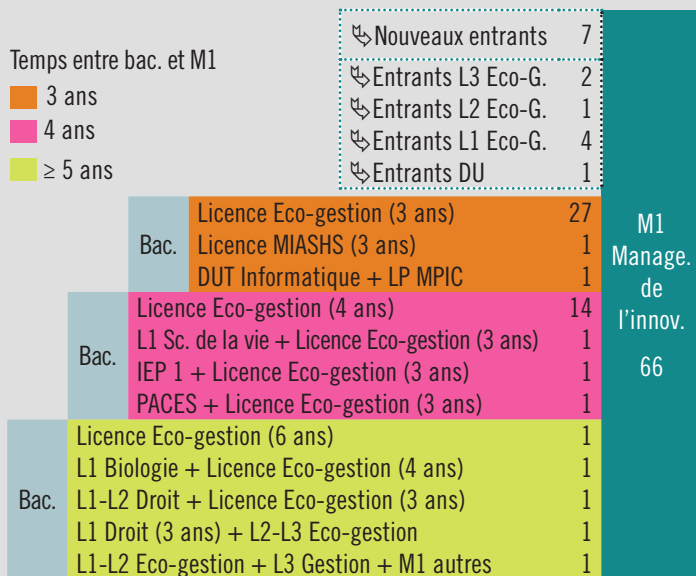 Temps entre bac. et M1
3 ans
4 ans
≥ 5 ans
Nouveaux entrants 7
Entrants L3 Eco-G. 2
Entrants L2 Eco-G. 1
Entrants L1 Eco-G. 4
Entrants DU 1
Bac.
Licence Eco-gestion (3 ans) 27
Licence MIASHS (3 ans) 1
DUT Informatique + LP MPIC 1
Bac.
Licence Eco-gestion (4 ans) 14
L1 Sc. de la vie + Licence Eco-gestion (3 ans) 1
IEP 1 + Licence Eco-gestion (3 ans) 1
PACES + Licence Eco-gestion (3 ans) 1
Bac.
Licence Eco-gestion (6 ans) 1
L1 Biologie + Licence Eco-gestion (4 ans) 1
L1-L2 Droit + Licence Eco-gestion (3 ans) 1
L1 Droit (3 ans) + L2-L3 Eco-gestion 1
L1-L2 Eco-gestion + L3 Gestion + M1 autres 1
M1
Manage.
de
l'innov.
66